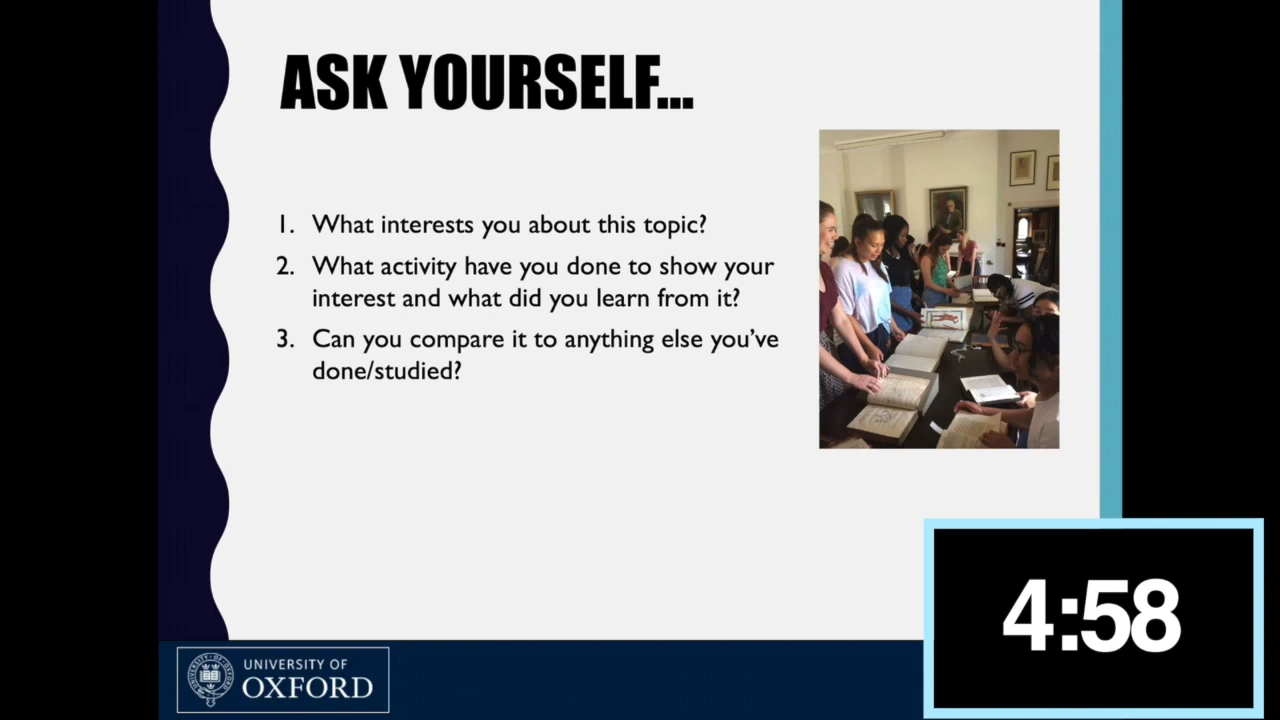 ASK YOURSELF...
1. What interests you about this topic?
2. What activity have you done to show your
interest and what did you learn from it?
3. Can you compare it to anything else you've
done/studied?
4:58
UNIVERSITY OF
OXFORD